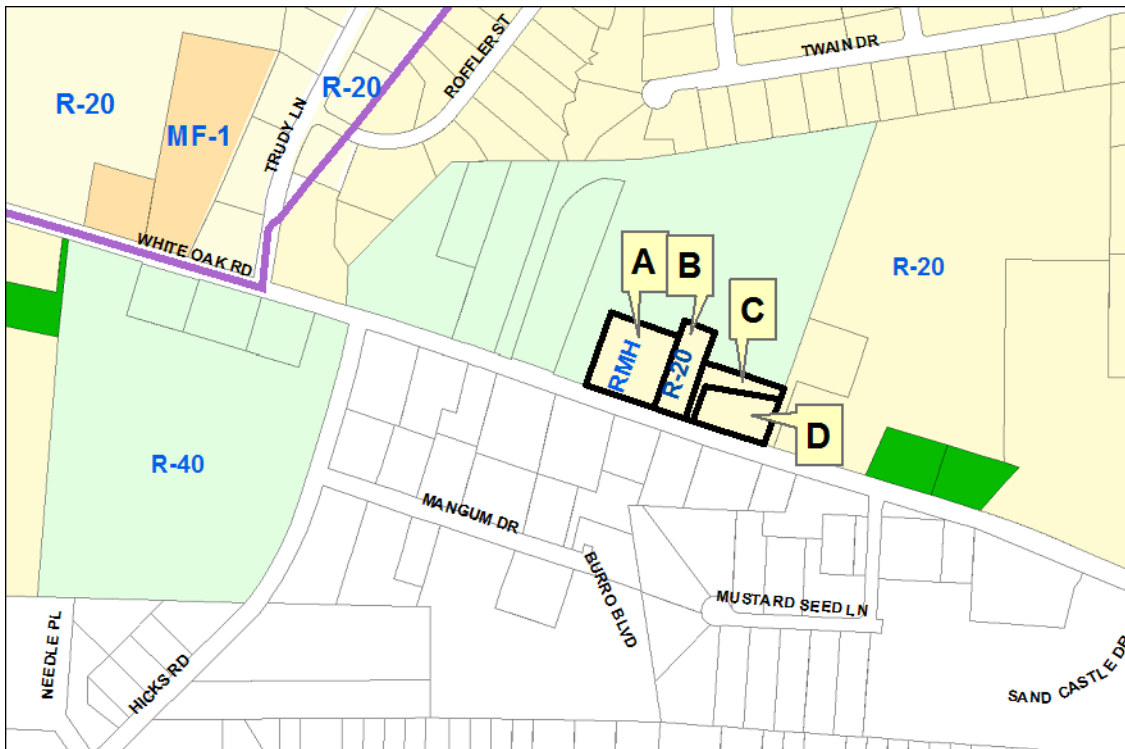 TWAIN DR
ROFFLER ST
R-20
R-20
MF-1
TRUDY LN
WHITE OAK RD
A
B
C
R-20
RMH
R-20
D
R-40
MANGUM DR
BURRO BLVD
MUSTARD SEED LN
NEEDLE PL
HICKS RD
SAND CASTLE DR